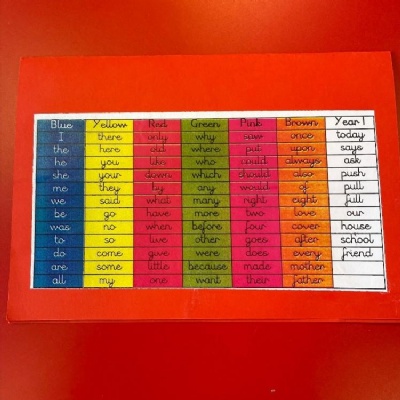 Blue Yellow Red Green Pink Brown Year 1
I there only why saw once today
the here old where put upon says
he you like who could always ask
she your down which should also push
me they by any would of pull
we said what many right eight full
be go have more two love our
was no when before four cover house
to so live other goes after school
do come give were does every friend
are some little because made mother
all my one want their father